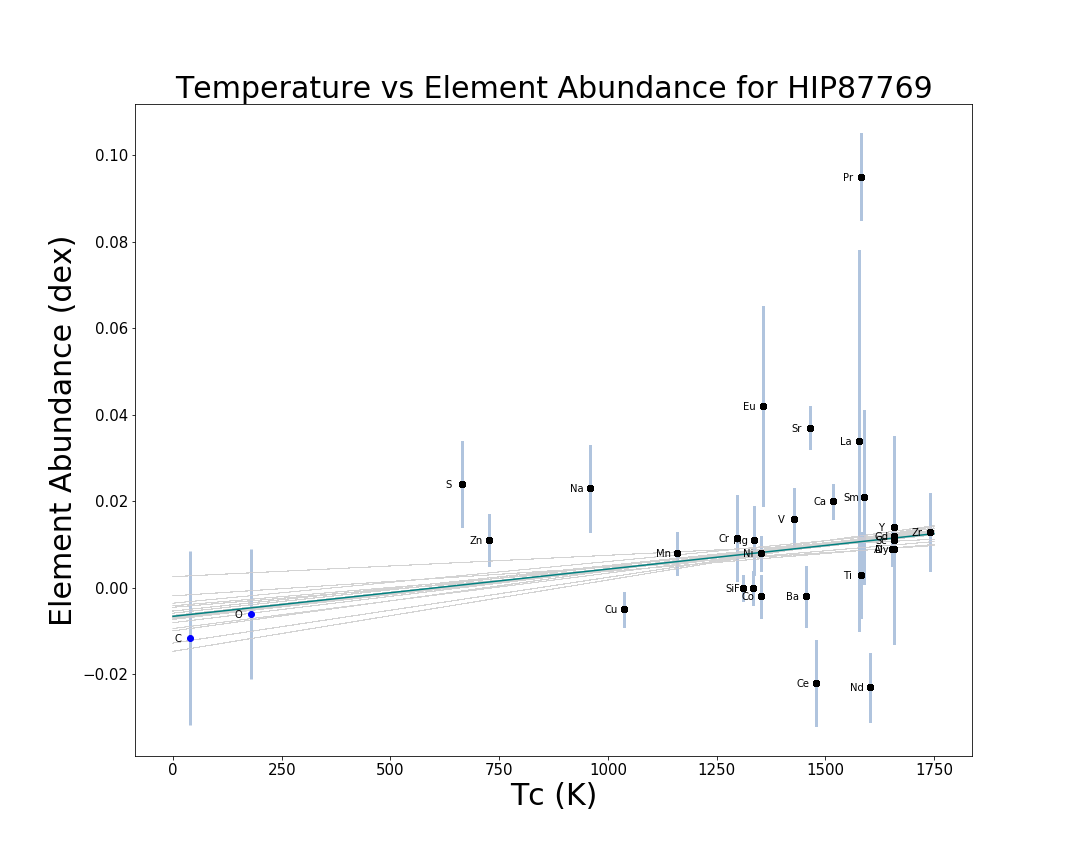 Temperature vs Element Abundance for HIP87769
Element Abundance (dex)
0.10
0.08
0.06
0.04
0.02
0.00
−0.02
Pr
Eu
Sr
La
S
Na
Sm
Ca
V
Y
Zr
Zn
Cr
Gd
Mn
Ni
Ti
Si
Co
Ba
Cu
O
C
Ce
Nd
0
250
500
750
1000
1250
1500
1750
Tc (K)